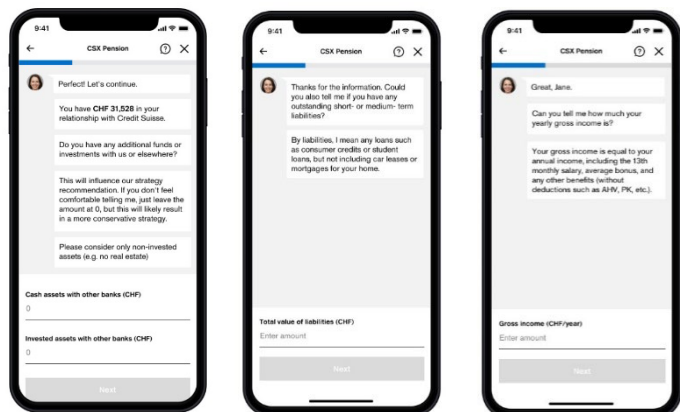 9:41
CSX Pension
Perfect! Let's continue.
You have CHF 31,528 in your
relationship with Credit Suisse.
Do you have any additional funds or
investments with us or elsewhere?
This will influence our strategy
recommendation. If you don't feel
comfortable telling me, just leave the
amount at 0, but this will likely result
in a more conservative strategy.
Please consider only non-invested
assets (e.g. no real estate)
Cash assets with other banks (CHF)
0
Invested assets with other banks (CHF)
0
Next
9:41
CSX Pension
Thanks for the information. Could
you also tell me if you have any
outstanding short- or medium- term
liabilities?
By liabilities, I mean any loans such
as consumer credits or student
loans, but not including car leases or
mortgages for your home.
Total value of liabilities (CHF)
Enter amount
Next
9:41
CSX Pension
Great, Jane.
Can you tell me how much your
yearly gross income is?
Your gross income is equal to your
annual income, including the 13th
monthly salary, average bonus, and
any other benefits (without
deductions such as AHV, PK, etc.).
Gross income (CHF/year)
Enter amount
Next